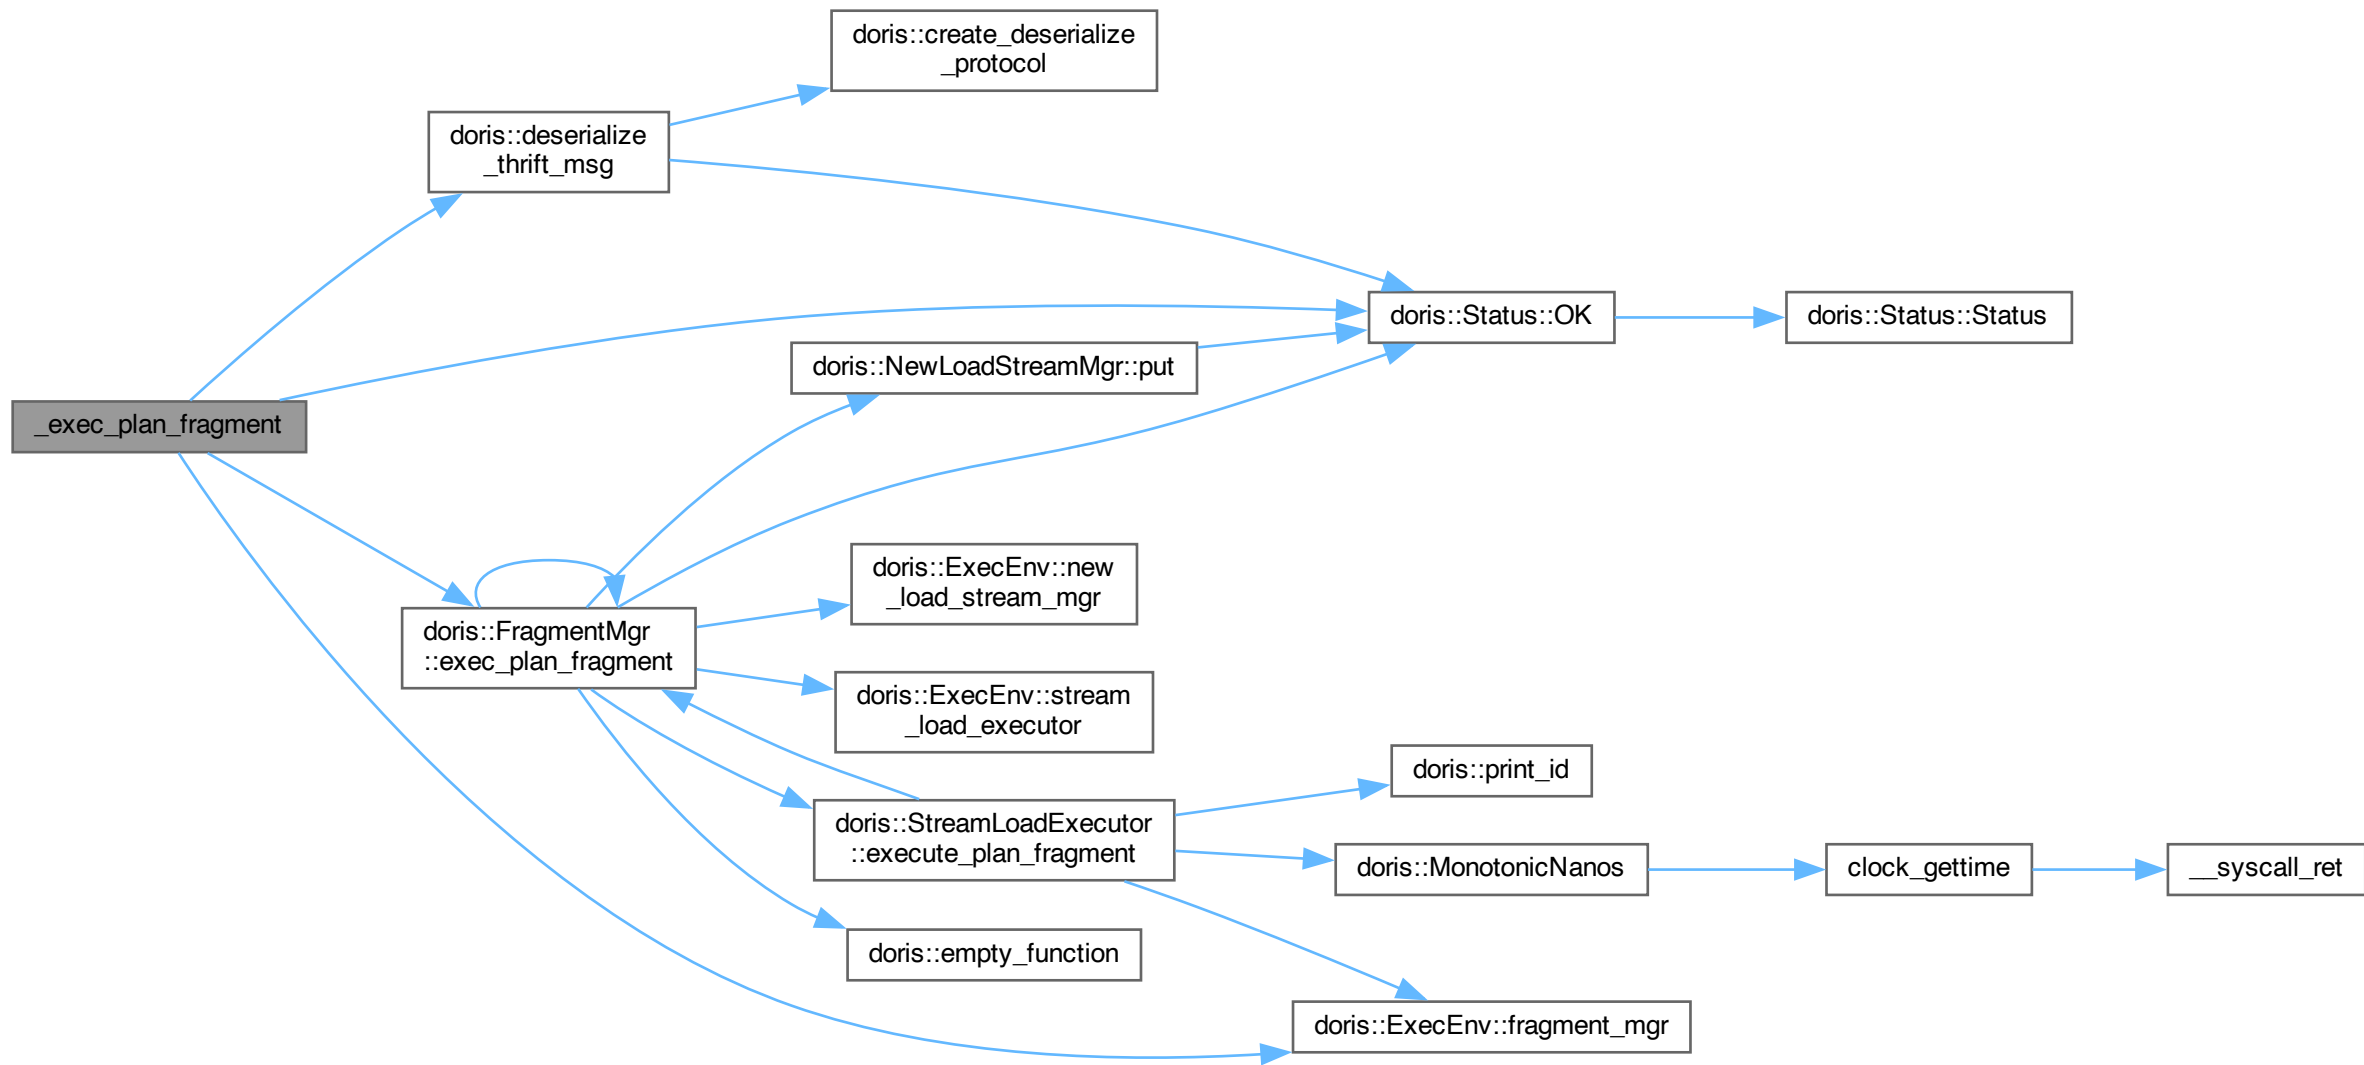 doris::create_deserialize
_protocol
doris::deserialize
_thrift_msg
doris::Status::OK
doris::Status::Status
doris::NewLoadStreamMgr::put
_exec_plan_fragment
doris::ExecEnv::new
_load_stream_mgr
doris::FragmentMgr
::exec_plan_fragment
doris::ExecEnv::stream
_load_executor
doris::print_id
doris::StreamLoadExecutor
::execute_plan_fragment
doris::MonotonicNanos
clock_gettime
__syscall_ret
doris::empty_function
doris::ExecEnv::fragment_mgr